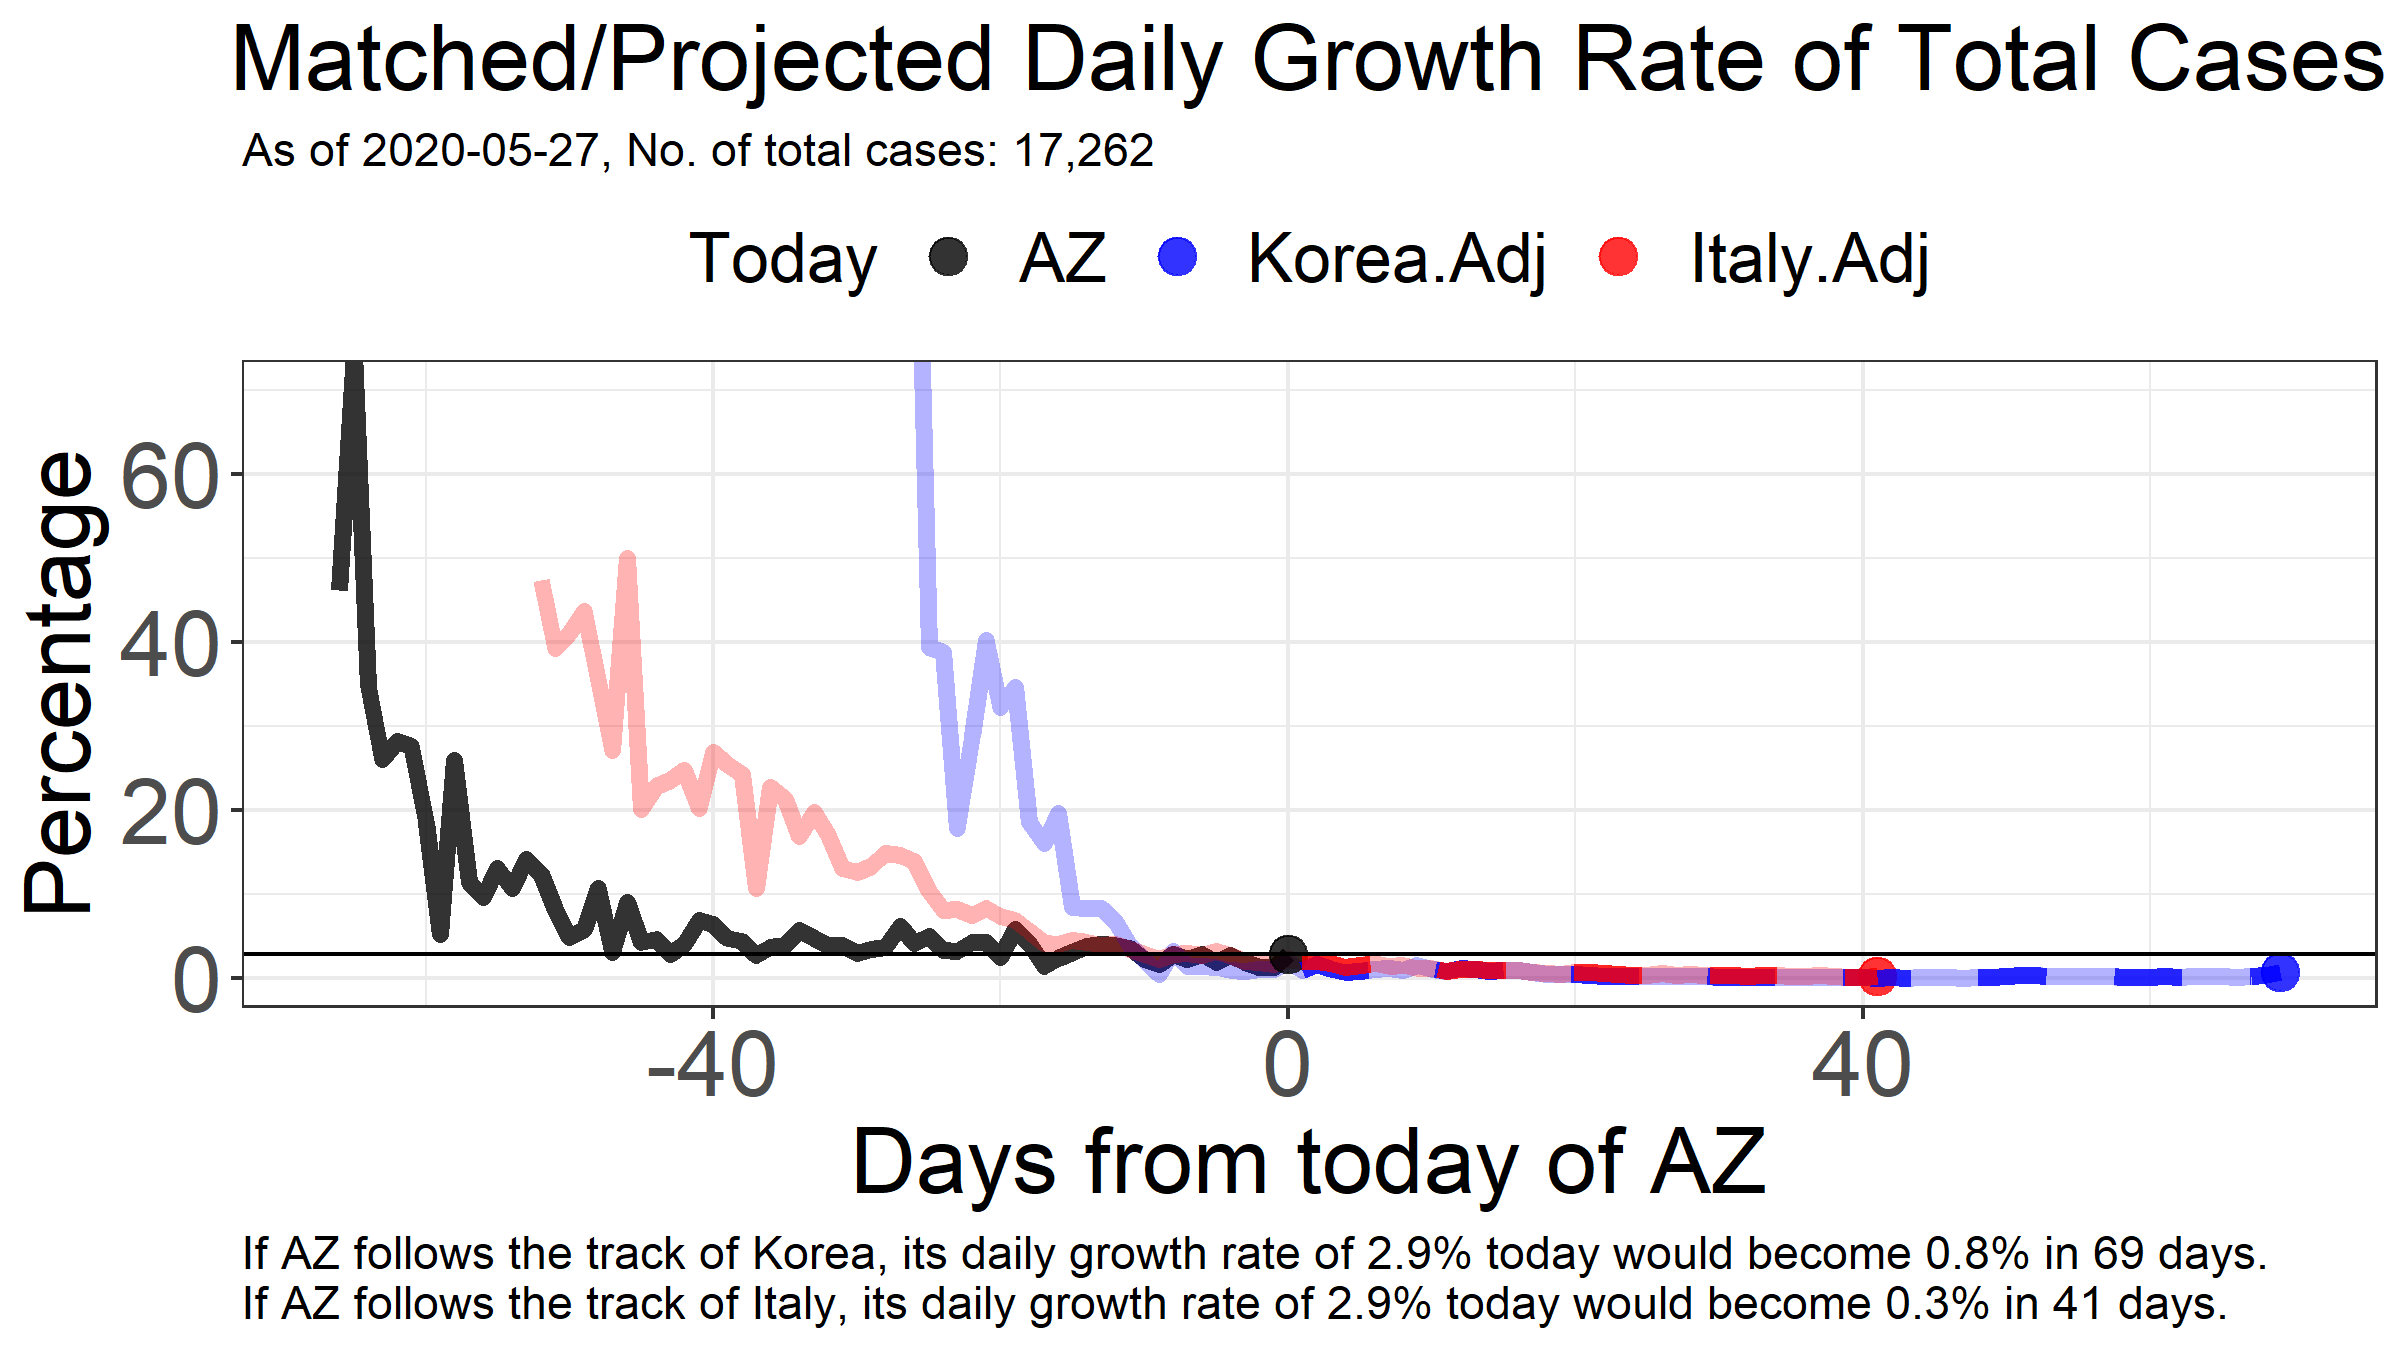 Matched/Projected Daily Growth Rate of Total Cases
As of 2020-05-27, No. of total cases: 17,262
Today AZ Korea.Adj Italy.Adj
Percentage
60
40
20
0
-40 0 40
Days from today of AZ
If AZ follows the track of Korea, its daily growth rate of 2.9% today would become 0.8% in 69 days.
If AZ follows the track of Italy, its daily growth rate of 2.9% today would become 0.3% in 41 days.